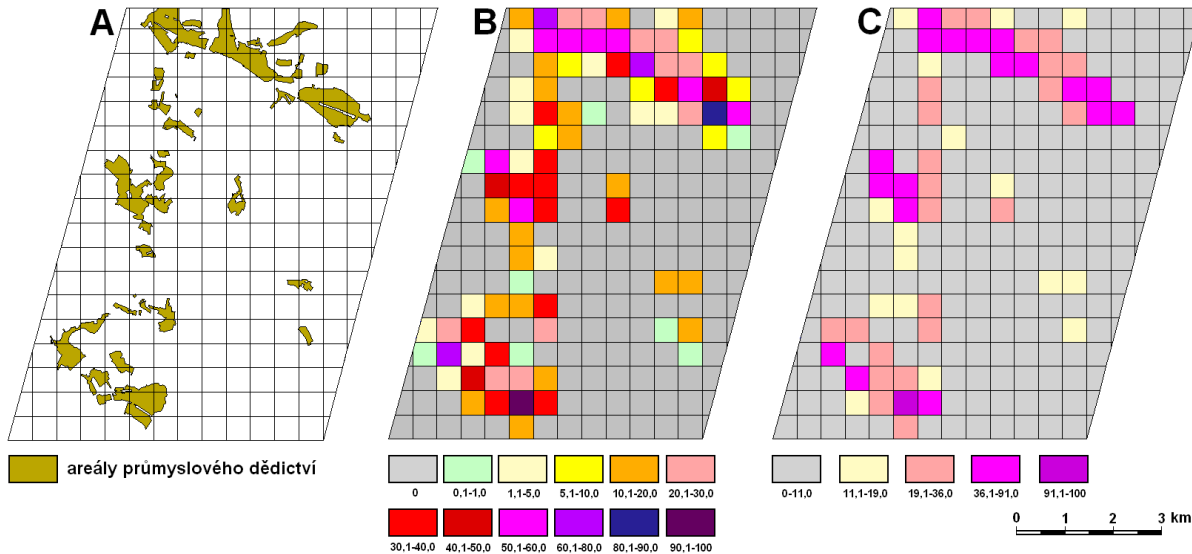 A B C
areály průmyslového dědictví
0 0,1-1,0 1,1-5,0 5,1-10,0 10,1-20,0 20,1-30,0
30,1-40,0 40,1-50,0 50,1-60,0 60,1-80,0 80,1-90,0 90,1-100
0-11,0 11,1-19,0 19,1-36,0 36,1-91,0 91,1-100
0 1 2 3 km